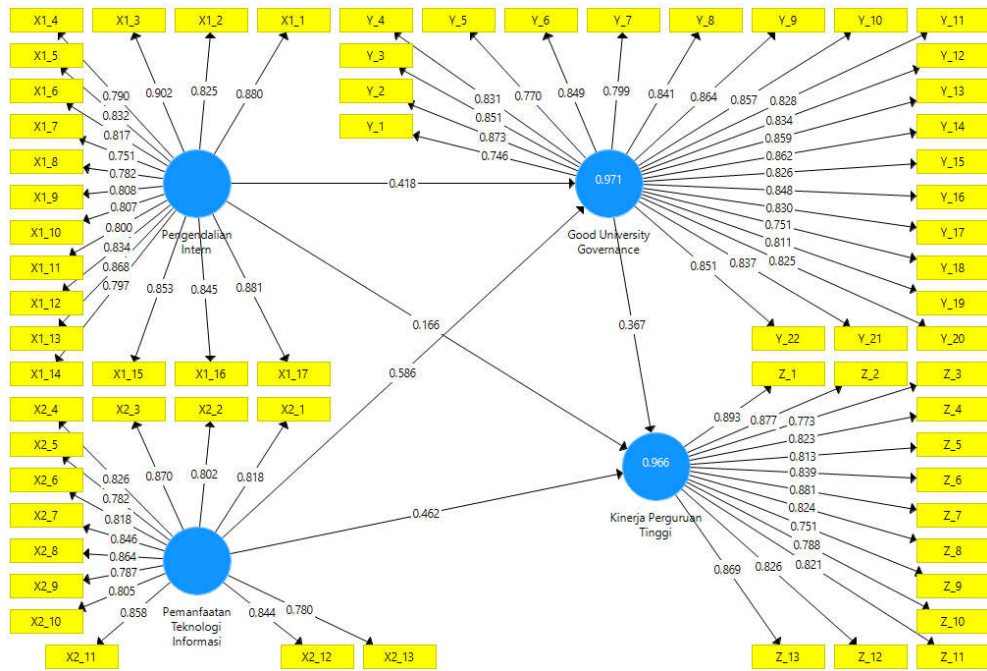 X1_4 X1_3 X1_2 X1_1 Y_4 Y_5 Y_6 Y_7 Y_8 Y_9 Y_10 Y_11
X1_5 Y_3 Y_12
X1_6 Y_2 Y_13
X1_7 Y_1 Y_14
X1_8 Y_15
X1_9 Y_16
X1_10 Y_17
X1_11 Y_18
X1_12 Y_19
X1_13 Y_22 Y_21 Y_20
X1_14 X1_15 X1_16 X1_17
0.790 0.902 0.825 0.880
0.832
0.817
0.751
0.782
0.808
0.807
0.800
0.834
0.868
0.797
0.853 0.845 0.881
Pengendalian
Intern
0.831 0.770 0.849 0.799 0.841 0.864 0.857 0.828
0.851
0.873
0.746
0.834
0.859
0.862
0.826
0.848
0.830
0.751
0.811
0.825
0.837
0.851
0.971
Good University
Governance
0.418
0.166
0.586
0.367
0.462
X2_4 X2_3 X2_2 X2_1
X2_5
X2_6
X2_7
X2_8
X2_9
X2_10
X2_11 X2_12 X2_13
0.826 0.870 0.802 0.818
0.782
0.818
0.846
0.864
0.787
0.805
0.858 0.844 0.780
Pemanfaatan
Teknologi
Informasi
Z_1 Z_2 Z_3
Z_4
Z_5
Z_6
Z_7
Z_8
Z_9
Z_10
Z_13 Z_12 Z_11
0.893 0.877 0.773
0.823
0.813
0.839
0.881
0.824
0.751
0.788
0.821
0.826
0.869
0.966
Kinerja Perguruan
Tinggi